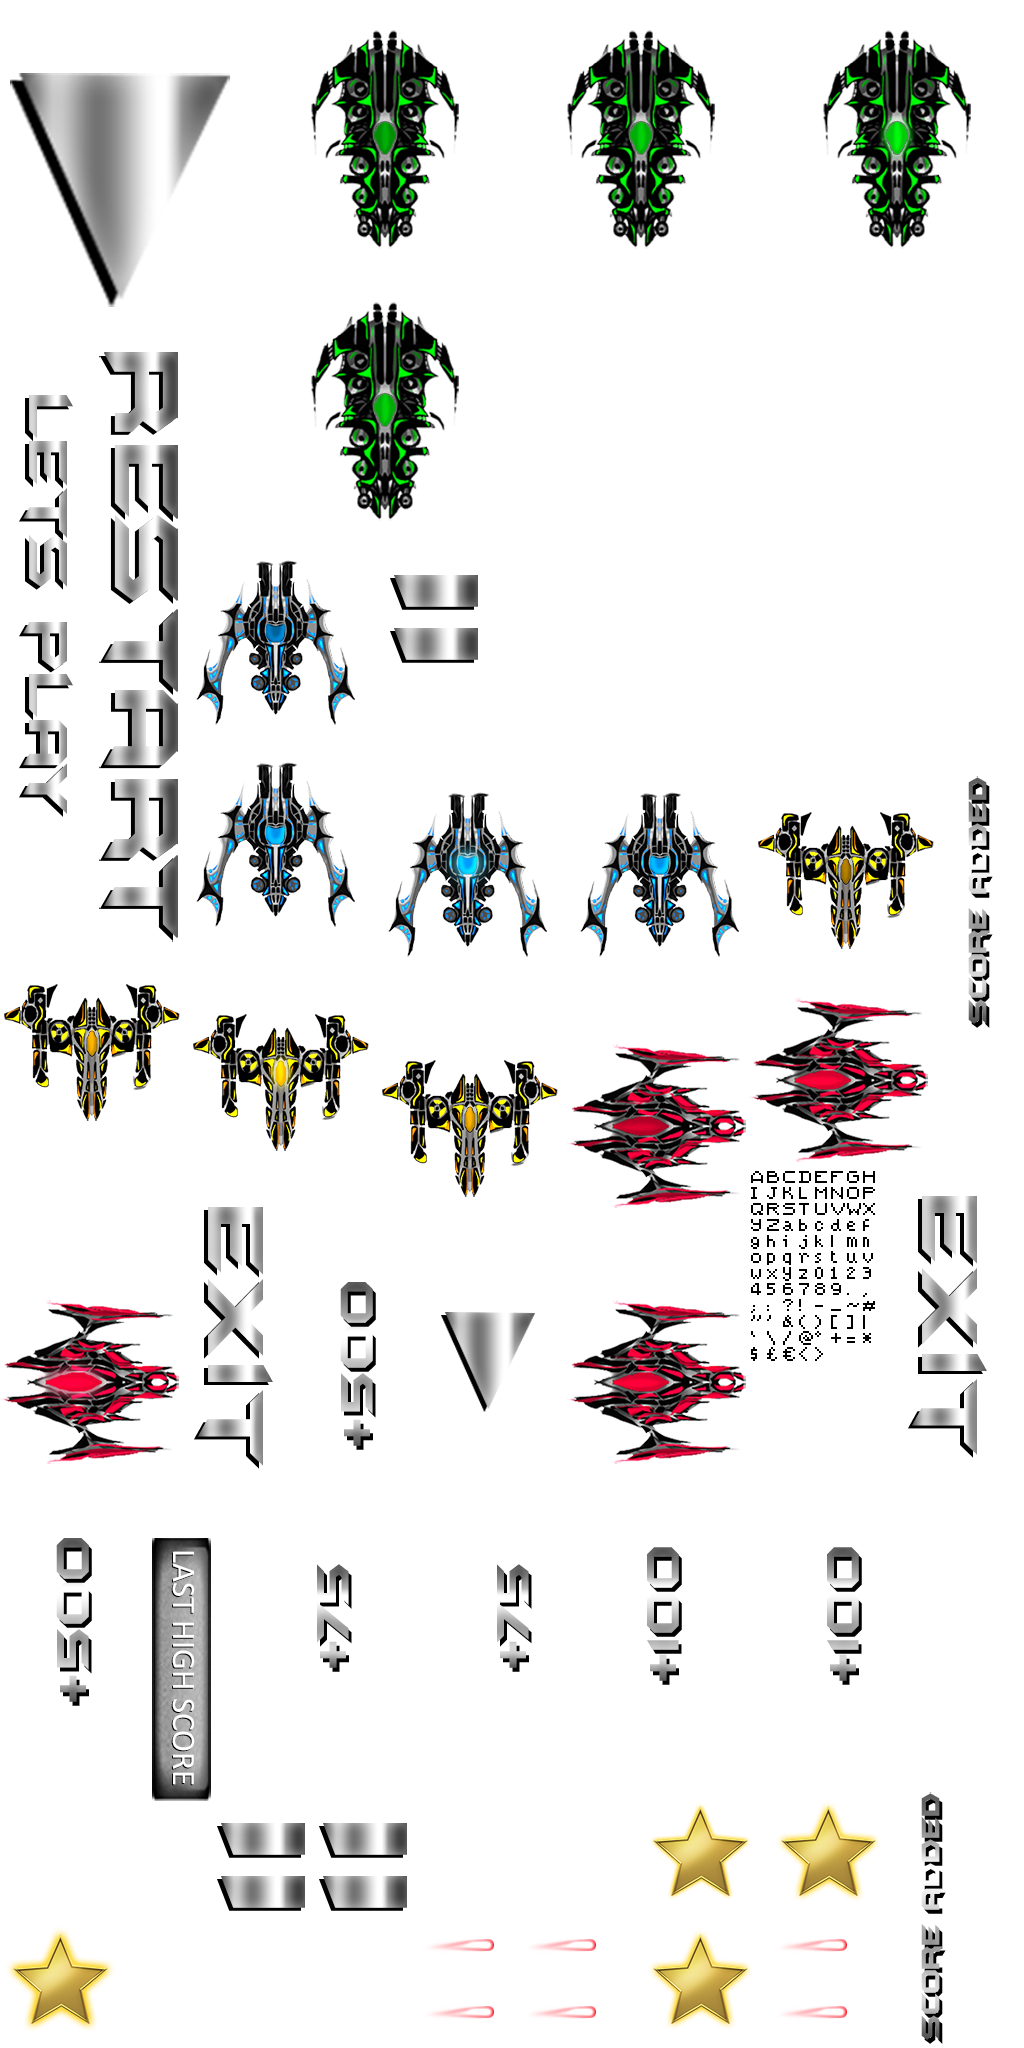 RESTART
LETS PLAY
SCORE ADDED
ABCDEFGH
IJKLMNOP
QRSTUVWX
YZabcdef
ghijklmn
opqrstuv
wxyz0123
456789.,
;:?!-_~#
"'&()[]|
`\/@°+=*
$£€<>
EXIT
EXIT
+500
+500
LAST HIGH SCORE
+75
+75
+100
+100
SCORE ADDED